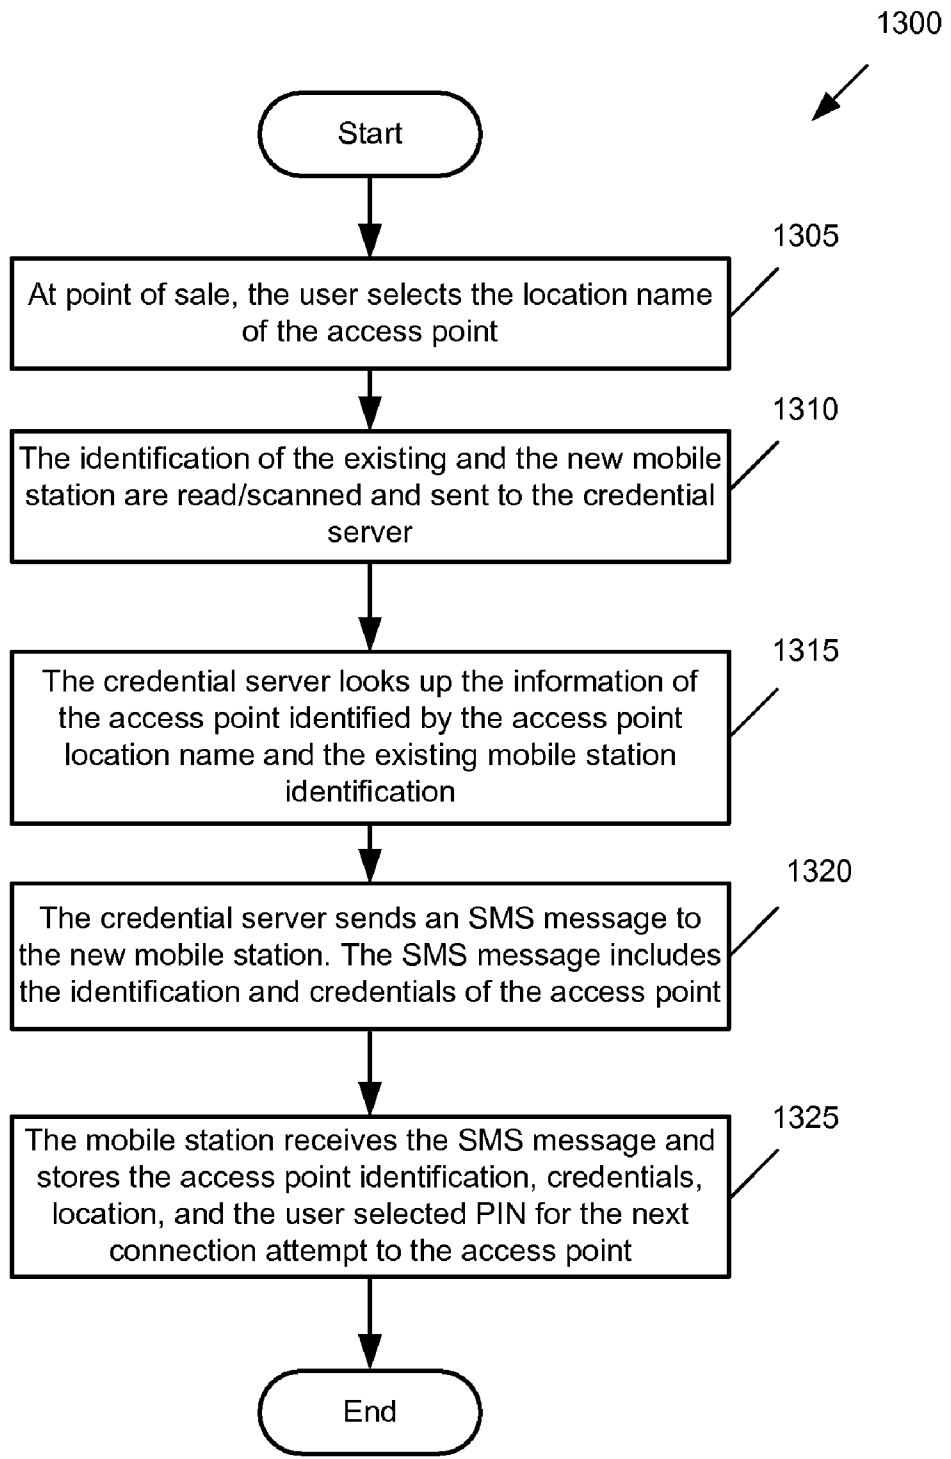 1300
Start
1305
At point of sale, the user selects the location name
of the access point
1310
The identification of the existing and the new mobile
station are read/scanned and sent to the credential
server
1315
The credential server looks up the information of
the access point identified by the access point
location name and the existing mobile station
identification
1320
The credential server sends an SMS message to
the new mobile station. The SMS message includes
the identification and credentials of the access point
1325
The mobile station receives the SMS message and
stores the access point identification, credentials,
location, and the user selected PIN for the next
connection attempt to the access point
End